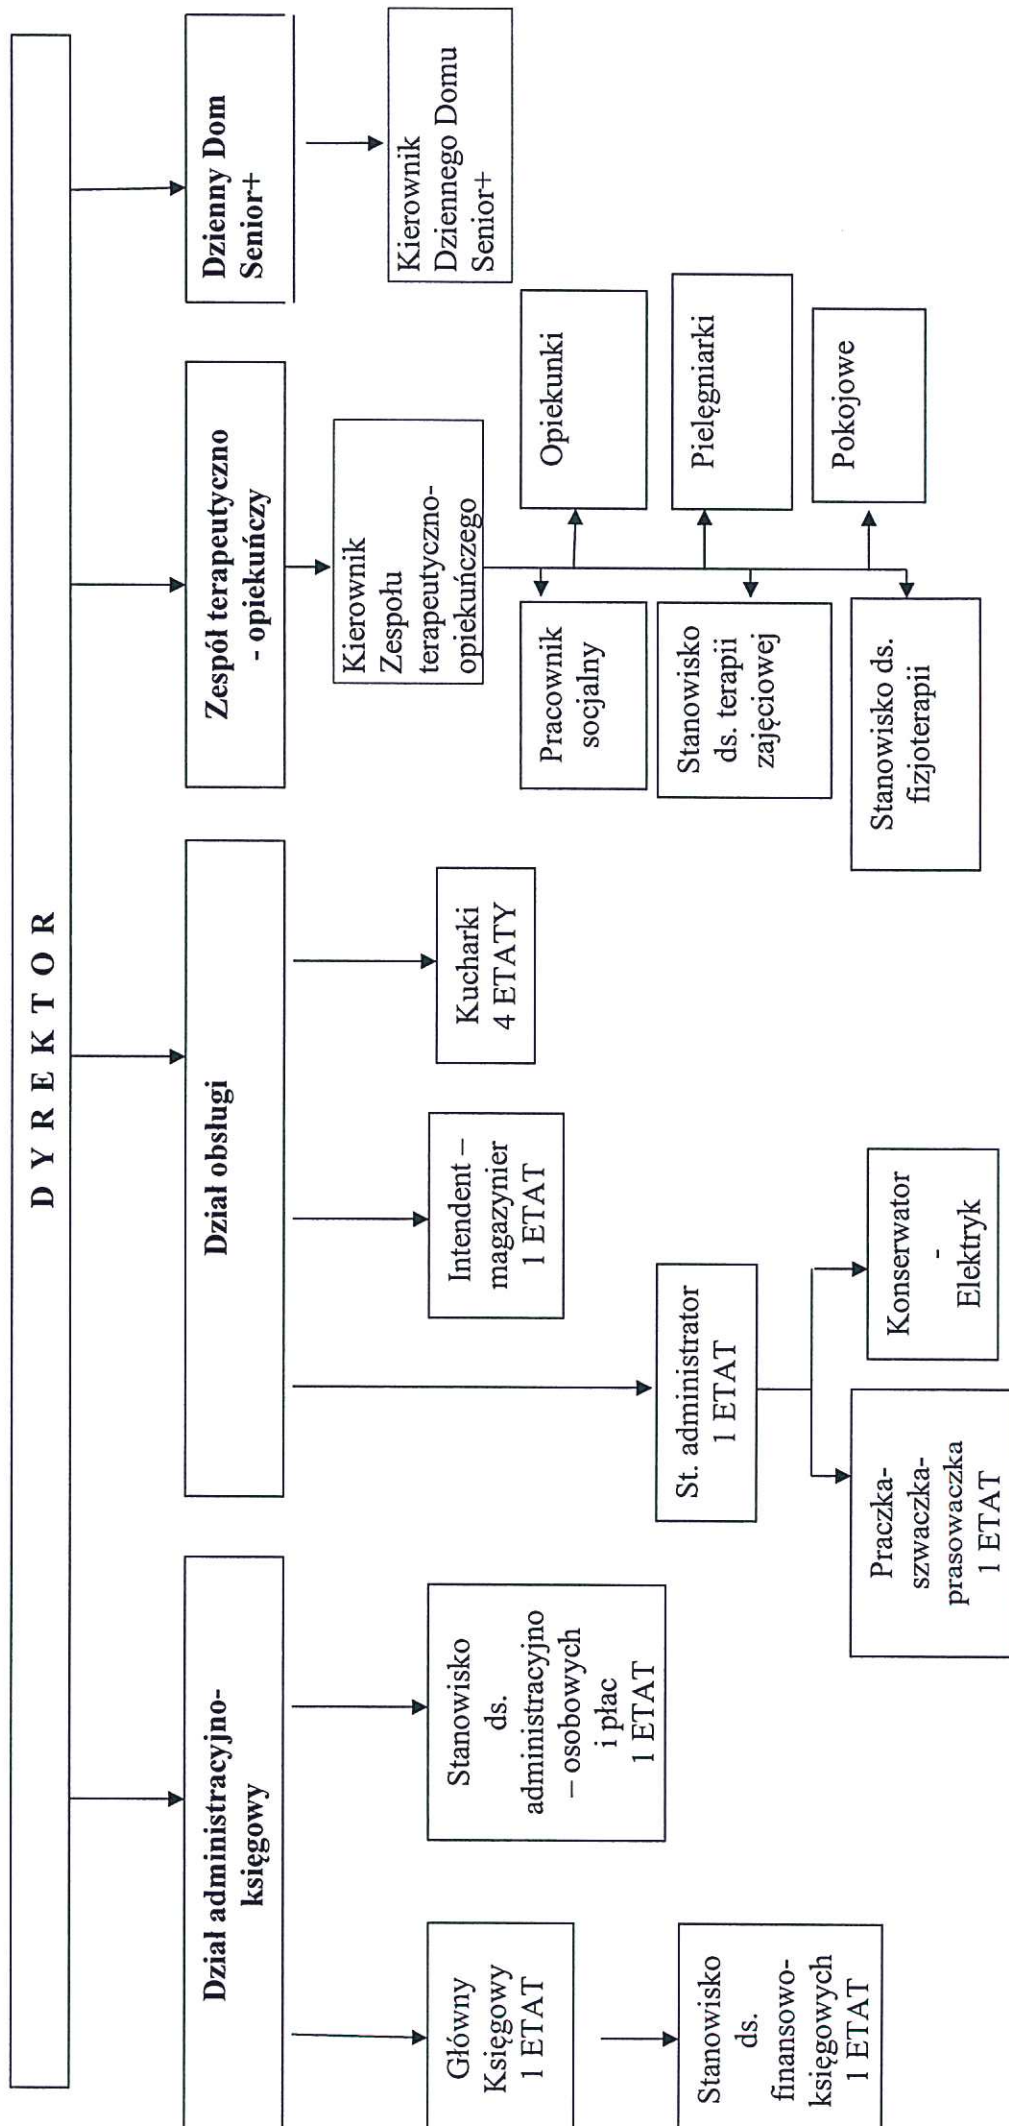 D Y R E K T O R
Dział administracyjno-
księgowy
Dział obsługi
Zespół terapeutyczno
- opiekuńczy
Dzienny Dom
Senior+
Główny
Księgowy
1 ETAT
Stanowisko
ds.
administracyjno
– osobowych
i płac
1 ETAT
Stanowisko
ds.
finansowo-
księgowych
1 ETAT
Intendent –
magazynier
1 ETAT
Kucharki
4 ETATY
St. administrator
1 ETAT
Praczka-
szwaczka-
prasowaczka
1 ETAT
Konserwator
-
Elektryk
Kierownik
Zespołu
terapeutyczno-
opiekuńczego
Pracownik
socjalny
Opiekunki
Stanowisko
ds. terapii
zajęciowej
Pielęgniarki
Stanowisko ds.
fizjoterapii
Pokojowe
Kierownik
Dziennego Domu
Senior+